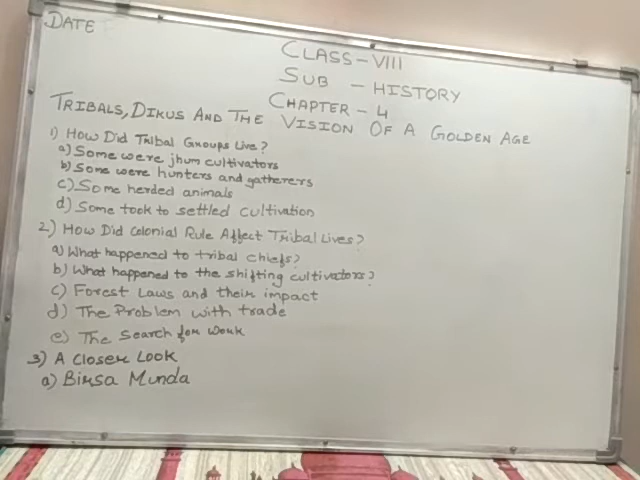 DATE
CLASS-VIII
SUB - HISTORY
CHAPTER - 4
TRIBALS, DIKUS AND THE VISION OF A GOLDEN AGE
1) How Did Tribal Groups Live?
a) Some were jhum cultivators
b) Some were hunters and gatherers
c) Some herded animals
d) Some took to settled cultivation
2) How Did Colonial Rule Affect Tribal Lives?
a) What happened to tribal chiefs?
b) What happened to the shifting cultivators?
c) Forest Laws and their impact
d) The Problem with trade
e) The Search for work
3) A Closer Look
a) Birsa Munda